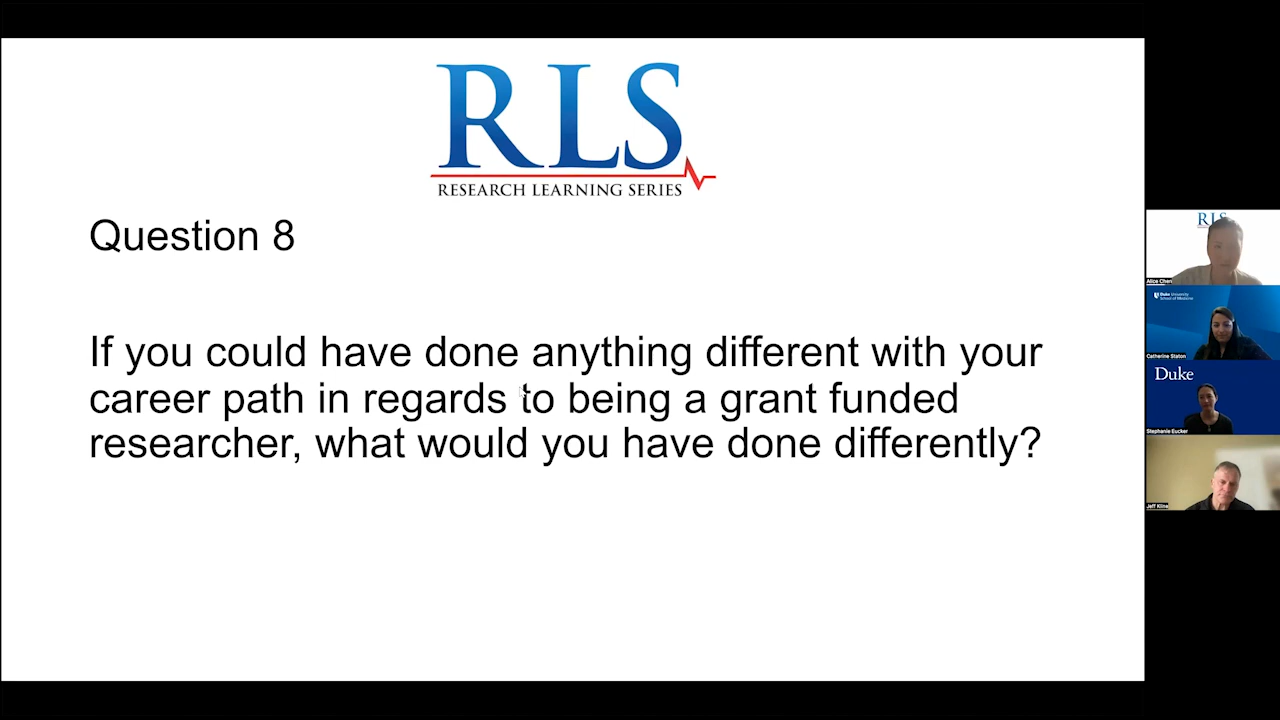 RLS
RESEARCH LEARNING SERIES
Question 8
If you could have done anything different with your
career path in regards to being a grant funded
researcher, what would you have done differently?
RLS
Alice Chen
Duke University
School of Medicine
Catherine Staton
Duke
Stephanie Eucker
Jeff Kline